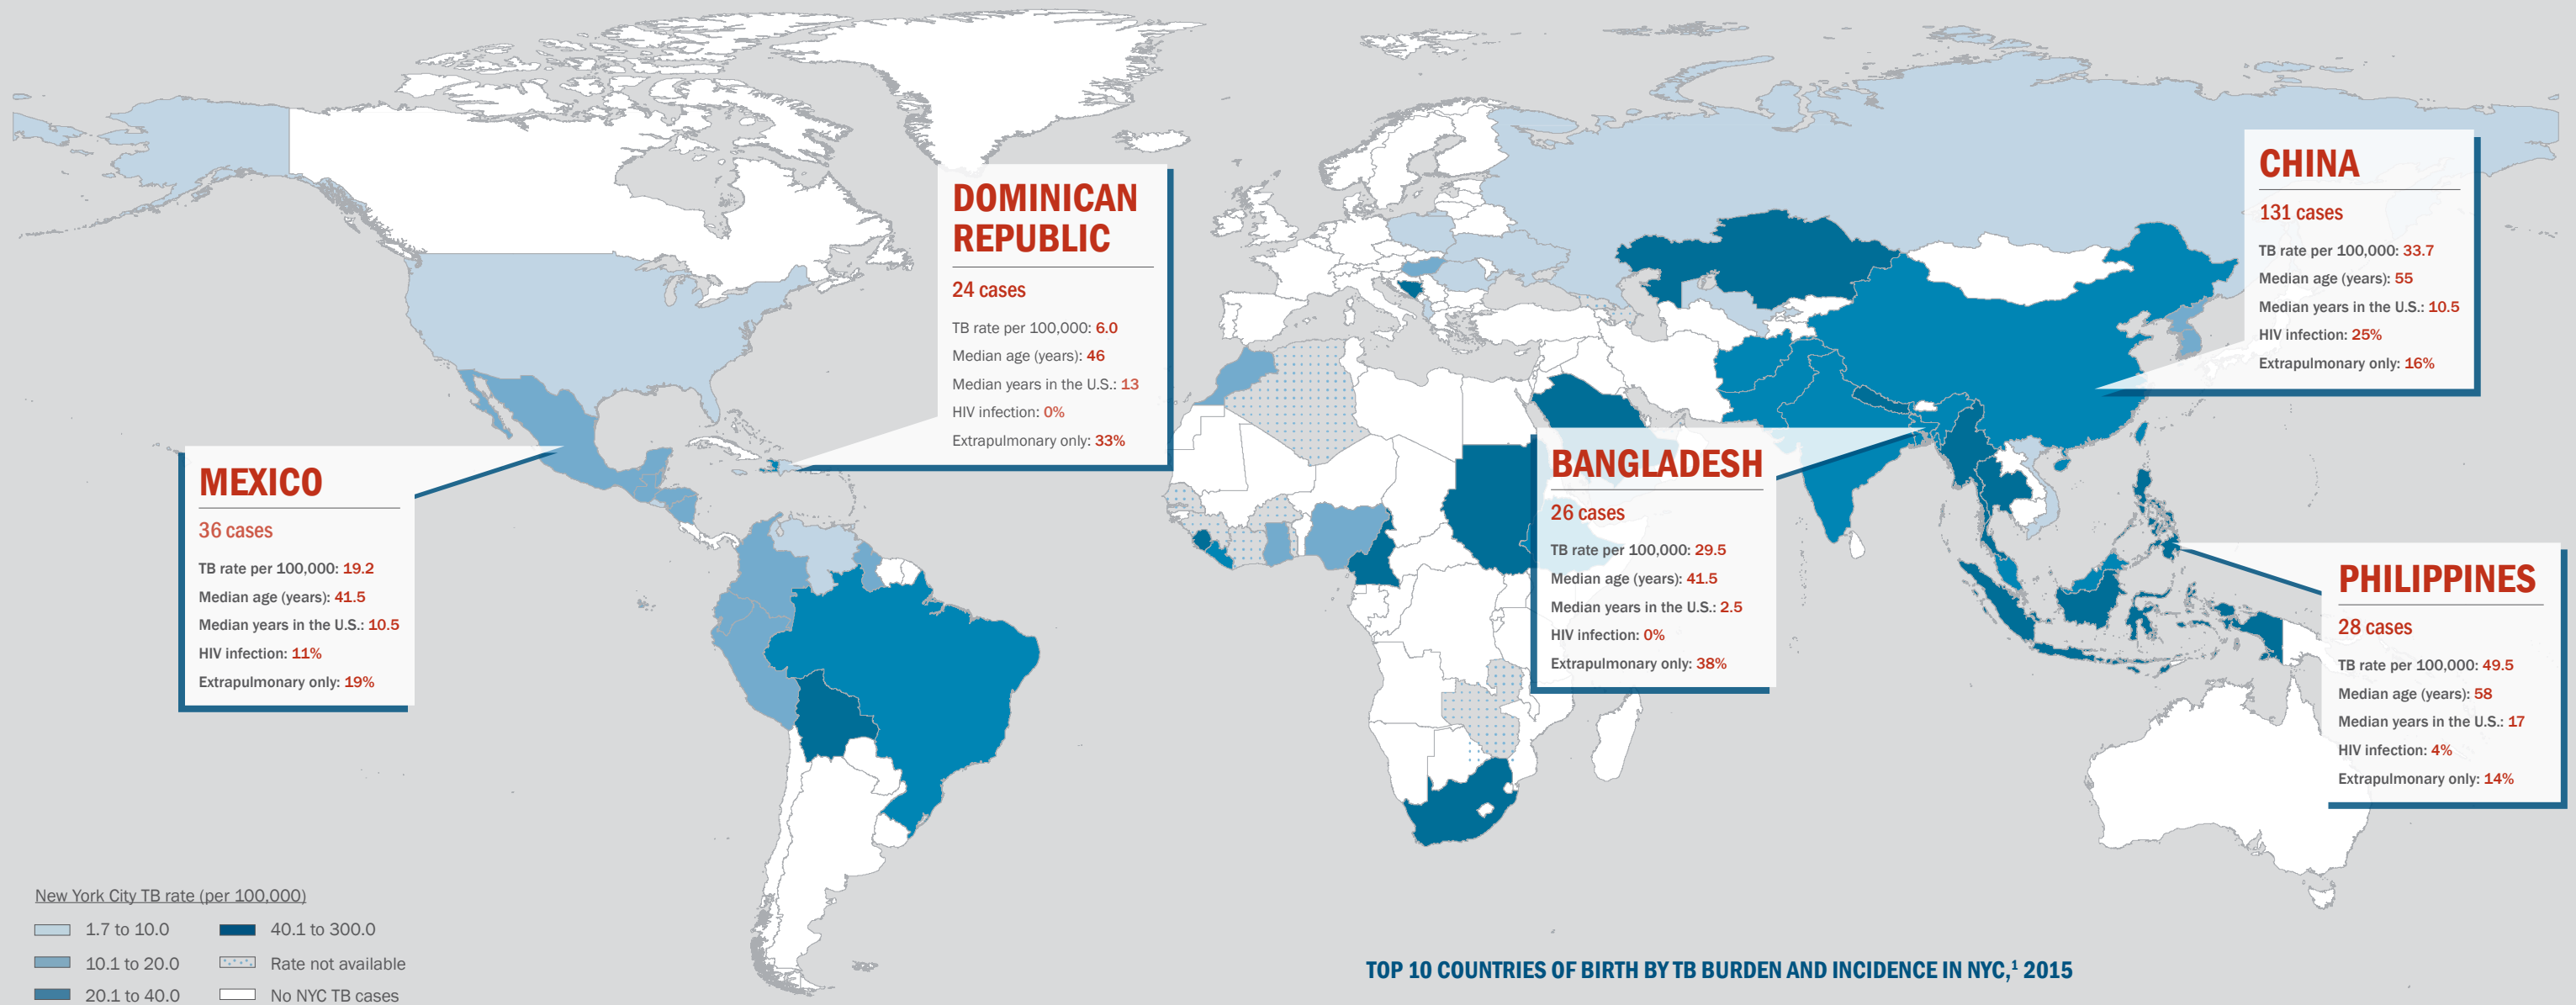 DOMINICAN
REPUBLIC
24 cases
TB rate per 100,000: 6.0
Median age (years): 46
Median years in the U.S.: 13
HIV infection: 0%
Extrapulmonary only: 33%
CHINA
131 cases
TB rate per 100,000: 33.7
Median age (years): 55
Median years in the U.S.: 10.5
HIV infection: 25%
Extrapulmonary only: 16%
MEXICO
36 cases
TB rate per 100,000: 19.2
Median age (years): 41.5
Median years in the U.S.: 10.5
HIV infection: 11%
Extrapulmonary only: 19%
BANGLADESH
26 cases
TB rate per 100,000: 29.5
Median age (years): 41.5
Median years in the U.S.: 2.5
HIV infection: 0%
Extrapulmonary only: 38%
PHILIPPINES
28 cases
TB rate per 100,000: 49.5
Median age (years): 58
Median years in the U.S.: 17
HIV infection: 4%
Extrapulmonary only: 14%
New York City TB rate (per 100,000)
1.7 to 10.0
10.1 to 20.0
20.1 to 40.0
40.1 to 300.0
Rate not available
No NYC TB cases
TOP 10 COUNTRIES OF BIRTH BY TB BURDEN AND INCIDENCE IN NYC,¹ 2015